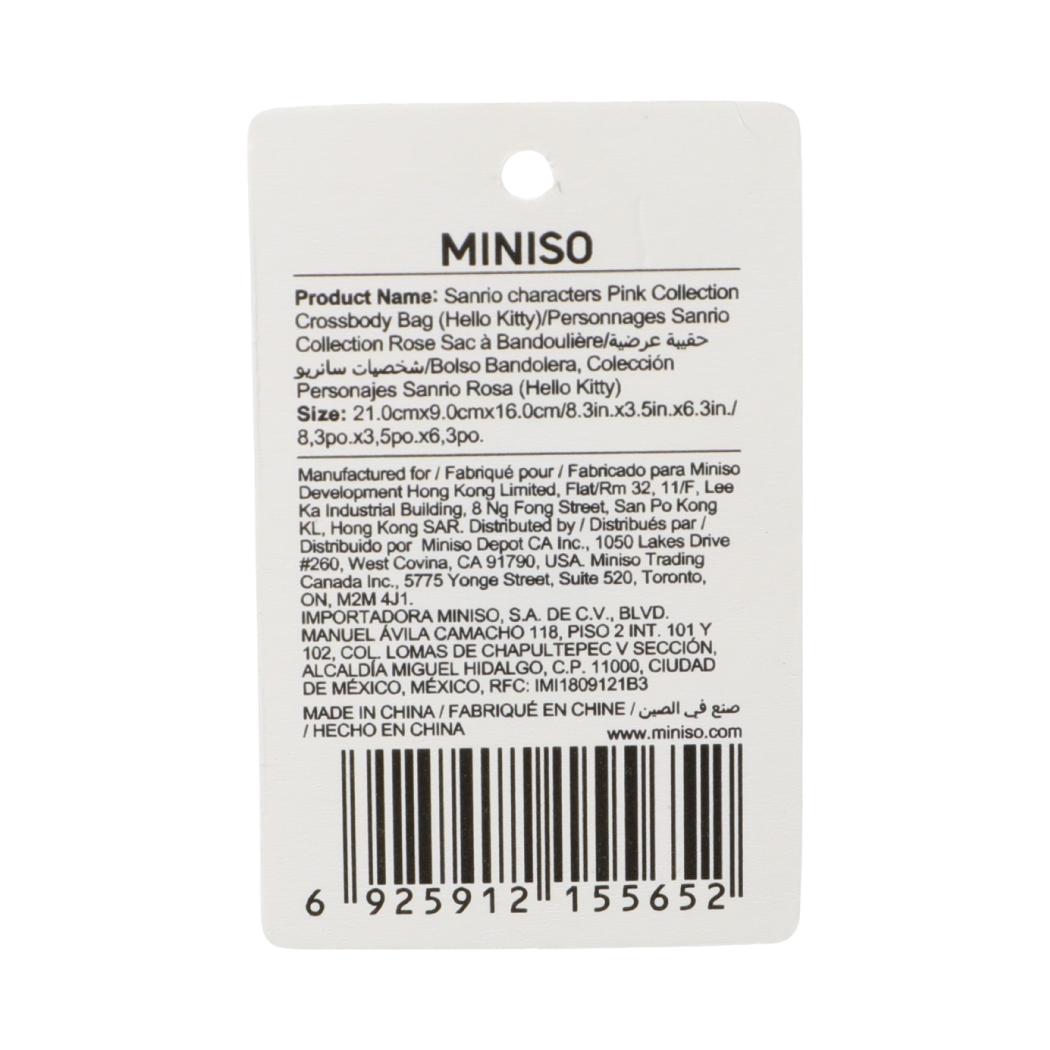 MINISO
Product Name: Sanrio characters Pink Collection
Crossbody Bag (Hello Kitty)/Personnages Sanrio
Collection Rose Sac à Bandoulière/حقيبة عرضية
شخصيات سانريو/Bolso Bandolera, Colección
Personajes Sanrio Rosa (Hello Kitty)
Size: 21.0cmx9.0cmx16.0cm/8.3in.x3.5in.x6.3in./
8,3po.x3,5po.x6,3po.
Manufactured for / Fabriqué pour / Fabricado para Miniso
Development Hong Kong Limited, Flat/Rm 32, 11/F, Lee
Ka Industrial Building, 8 Ng Fong Street, San Po Kong
KL, Hong Kong SAR. Distributed by / Distribués par /
Distribuido por Miniso Depot CA Inc., 1050 Lakes Drive
#260, West Covina, CA 91790, USA. Miniso Trading
Canada Inc., 5775 Yonge Street, Suite 520, Toronto,
ON, M2M 4J1.
IMPORTADORA MINISO, S.A. DE C.V., BLVD.
MANUEL ÁVILA CAMACHO 118, PISO 2 INT. 101 Y
102, COL. LOMAS DE CHAPULTEPEC V SECCIÓN,
ALCALDÍA MIGUEL HIDALGO, C.P. 11000, CIUDAD
DE MÉXICO, MÉXICO, RFC: IMI1809121B3
MADE IN CHINA / FABRIQUÉ EN CHINE / صنع في الصين
/ HECHO EN CHINA www.miniso.com
6 925912 155652